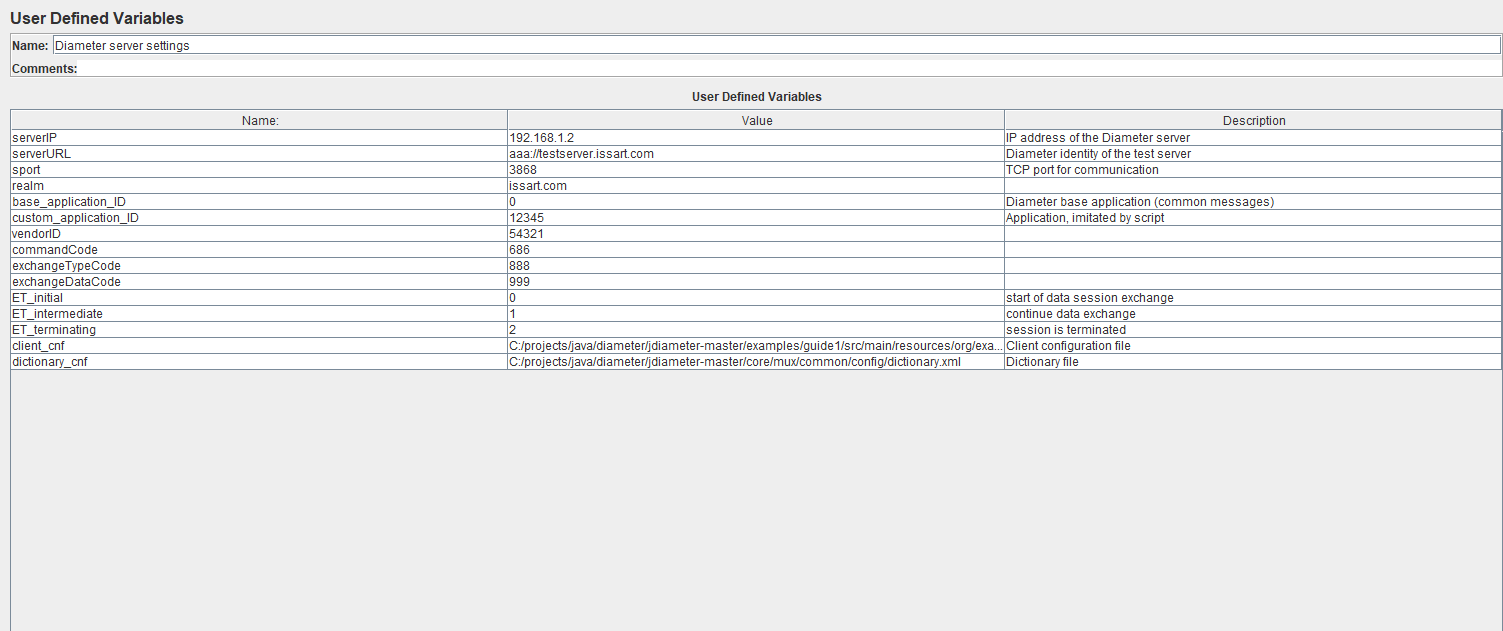 User Defined Variables
Name: Diameter server settings
Comments:
User Defined Variables
Name: Value Description
serverIP 192.168.1.2 IP address of the Diameter server
serverURL aaa://testserver.issart.com Diameter identity of the test server
sport 3868 TCP port for communication
realm issart.com
base_application_ID 0 Diameter base application (common messages)
custom_application_ID 12345 Application, imitated by script
vendorID 54321
commandCode 686
exchangeTypeCode 888
exchangeDataCode 999
ET_initial 0 start of data session exchange
ET_intermediate 1 continue data exchange
ET_terminating 2 session is terminated
client_cnf C:/projects/java/diameter/jdiameter-master/examples/guide1/src/main/resources/org/exa... Client configuration file
dictionary_cnf C:/projects/java/diameter/jdiameter-master/core/mux/common/config/dictionary.xml Dictionary file